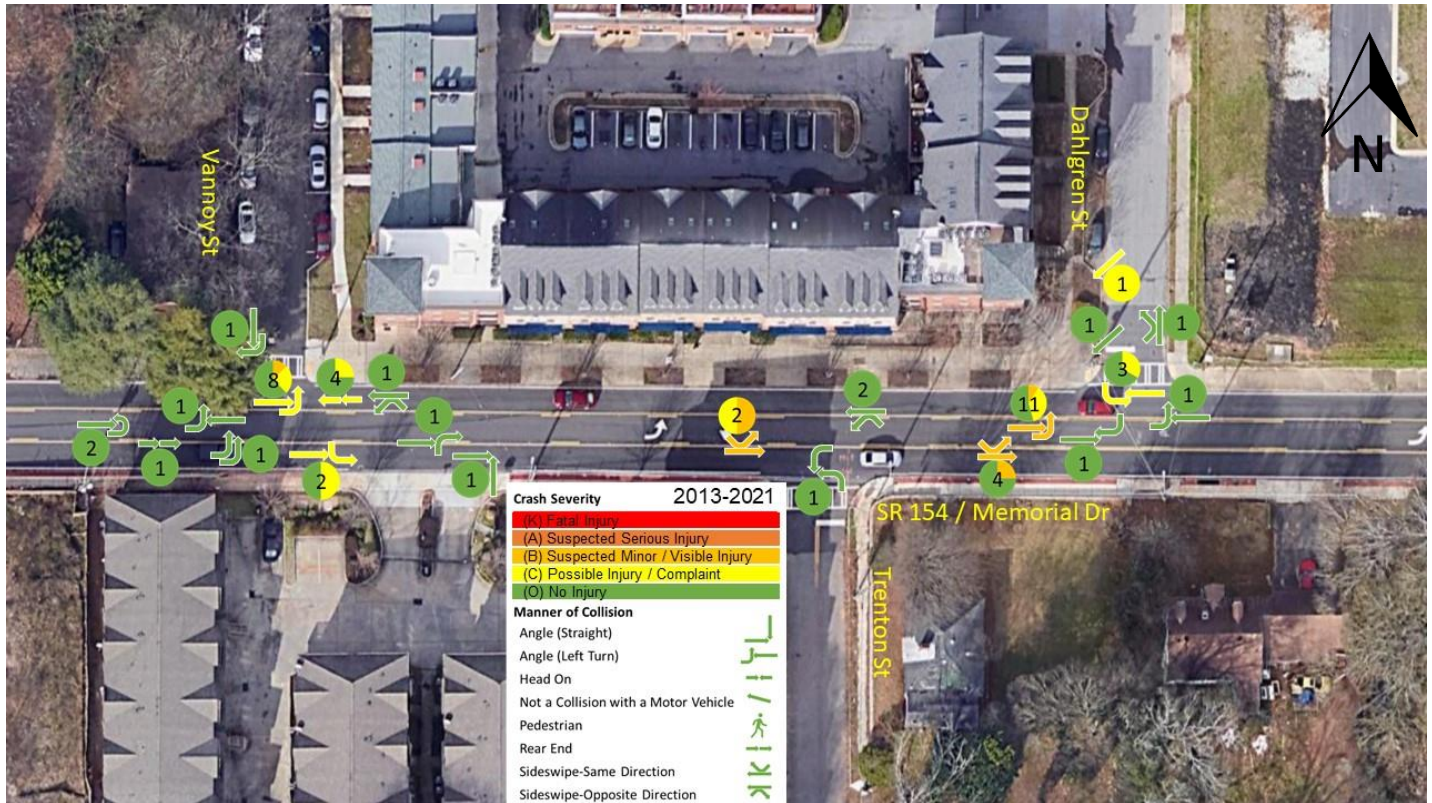 N
Vannoy St
Dahlgren St
1
1
1
1
8
4
1
3
1
1
2
2
11
1
2
1
1
2
1
1
1
4
SR 154 / Memorial Dr
Trenton St
Crash Severity 2013-2021
(K) Fatal Injury
(A) Suspected Serious Injury
(B) Suspected Minor / Visible Injury
(C) Possible Injury / Complaint
(O) No Injury
Manner of Collision
Angle (Straight)
Angle (Left Turn)
Head On
Not a Collision with a Motor Vehicle
Pedestrian
Rear End
Sideswipe-Same Direction
Sideswipe-Opposite Direction